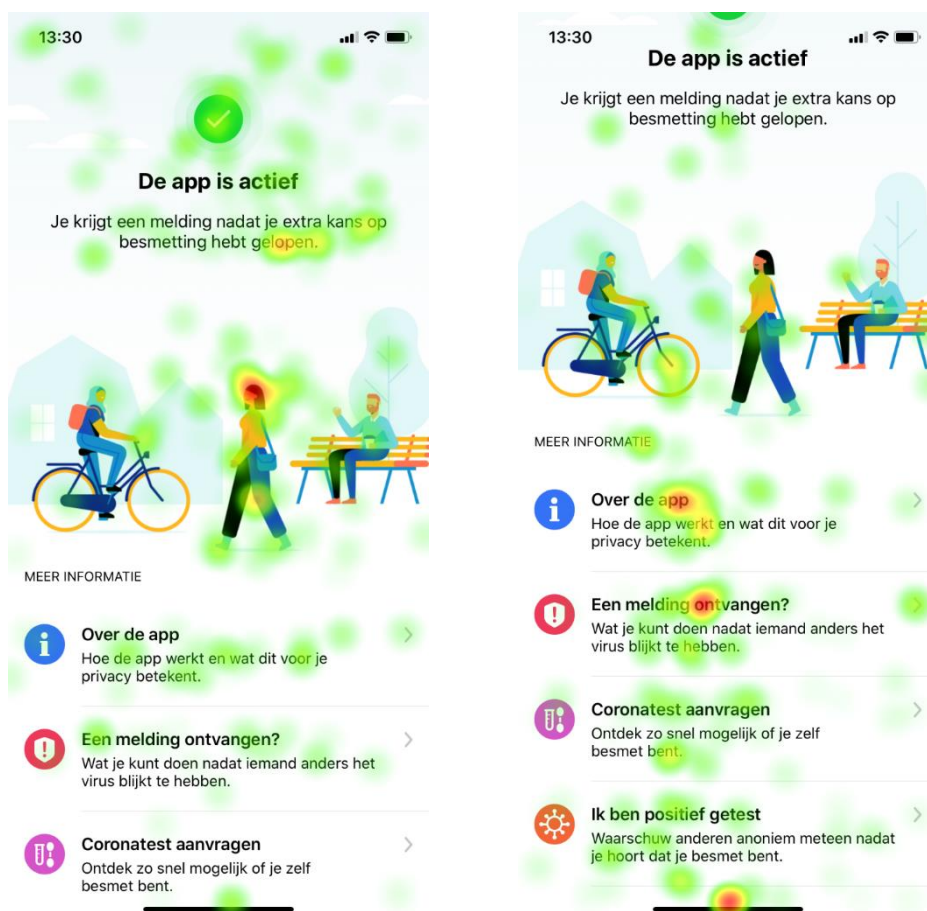 13:30
De app is actief
Je krijgt een melding nadat je extra kans op
besmetting hebt gelopen.
MEER INFORMATIE
Over de app
Hoe de app werkt en wat dit voor je
privacy betekent.
Een melding ontvangen?
Wat je kunt doen nadat iemand anders het
virus blijkt te hebben.
Coronatest aanvragen
Ontdek zo snel mogelijk of je zelf
besmet bent.
13:30
De app is actief
Je krijgt een melding nadat je extra kans op
besmetting hebt gelopen.
MEER INFORMATIE
Over de app
Hoe de app werkt en wat dit voor je
privacy betekent.
Een melding ontvangen?
Wat je kunt doen nadat iemand anders het
virus blijkt te hebben.
Coronatest aanvragen
Ontdek zo snel mogelijk of je zelf
besmet bent.
Ik ben positief getest
Waarschuw anderen anoniem meteen nadat
je hoort dat je besmet bent.